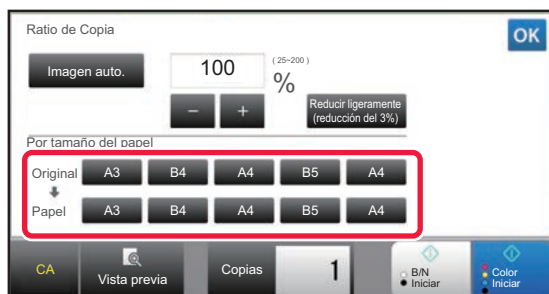 Ratio de Copia
OK
Imagen auto.
100
(25~200)
%
−
+
Reducir ligeramente
(reducción del 3%)
Por tamaño del papel
Original
A3
B4
A4
B5
A4
Papel
A3
B4
A4
B5
A4
CA
Vista previa
Copias
1
B/N
Iniciar
Color
Iniciar